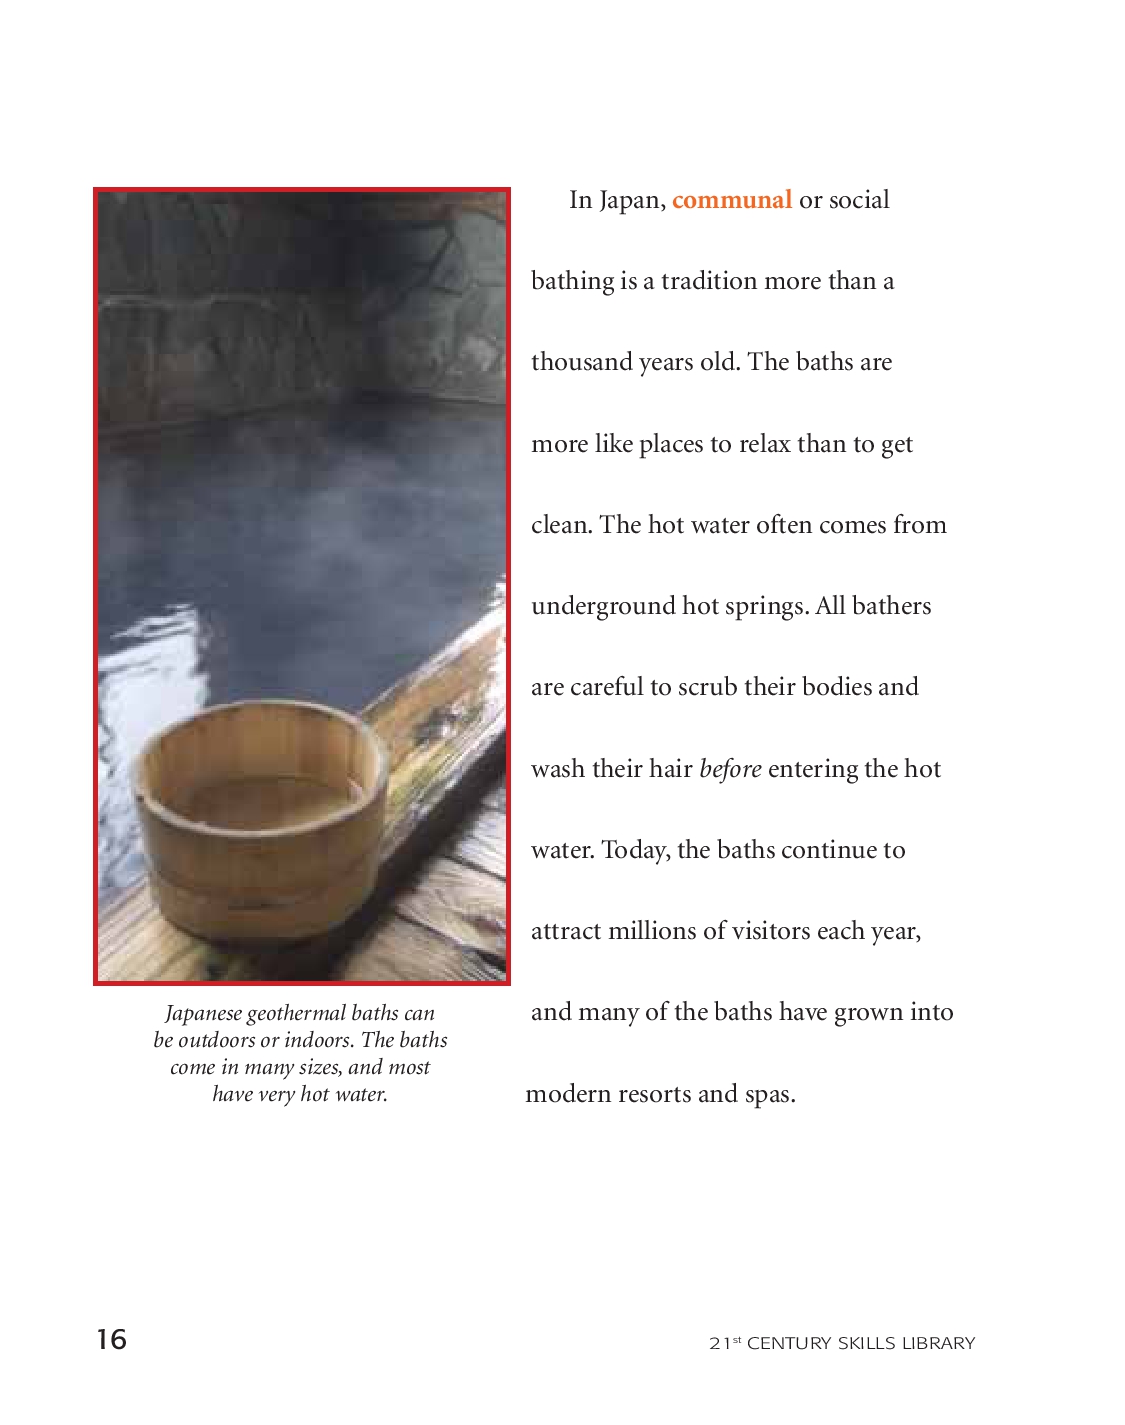 In Japan, communal or social
bathing is a tradition more than a
thousand years old. The baths are
more like places to relax than to get
clean. The hot water often comes from
underground hot springs. All bathers
are careful to scrub their bodies and
wash their hair before entering the hot
water. Today, the baths continue to
attract millions of visitors each year,
and many of the baths have grown into
modern resorts and spas.
Japanese geothermal baths can
be outdoors or indoors. The baths
come in many sizes, and most
have very hot water.
16
21st CENTURY SKILLS LIBRARY